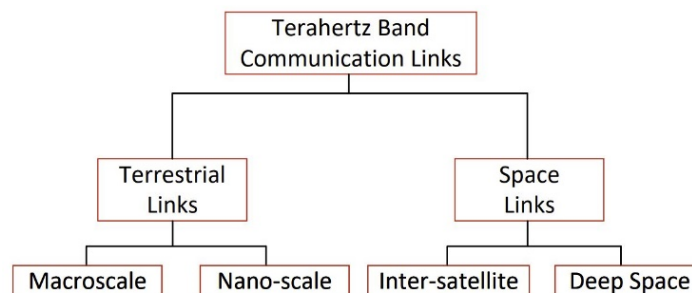 Terahertz Band
Communication Links
Terrestrial
Links
Space
Links
Macroscale
Nano-scale
Inter-satellite
Deep Space